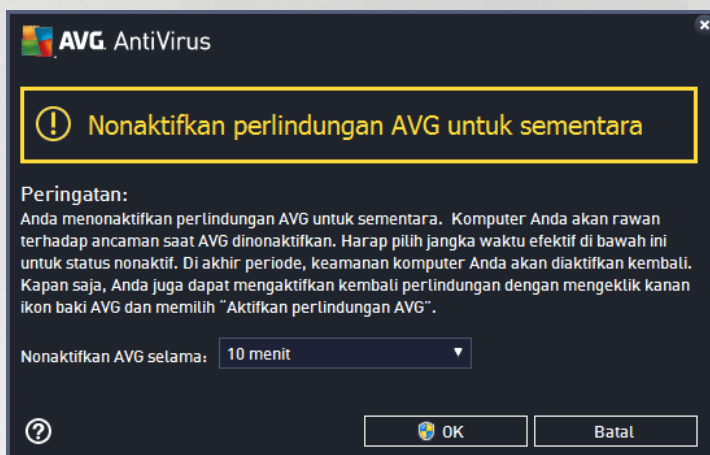 AVG. AntiVirus
Nonaktifkan perlindungan AVG untuk sementara
Peringatan:
Anda menonaktifkan perlindungan AVG untuk sementara. Komputer Anda akan rawan
terhadap ancaman saat AVG dinonaktifkan. Harap pilih jangka waktu efektif di bawah ini
untuk status nonaktif. Di akhir periode, keamanan komputer Anda akan diaktifkan kembali.
Kapan saja, Anda juga dapat mengaktifkan kembali perlindungan dengan mengeklik kanan
ikon baki AVG dan memilih "Aktifkan perlindungan AVG".
Nonaktifkan AVG selama: 10 menit
OK Batal